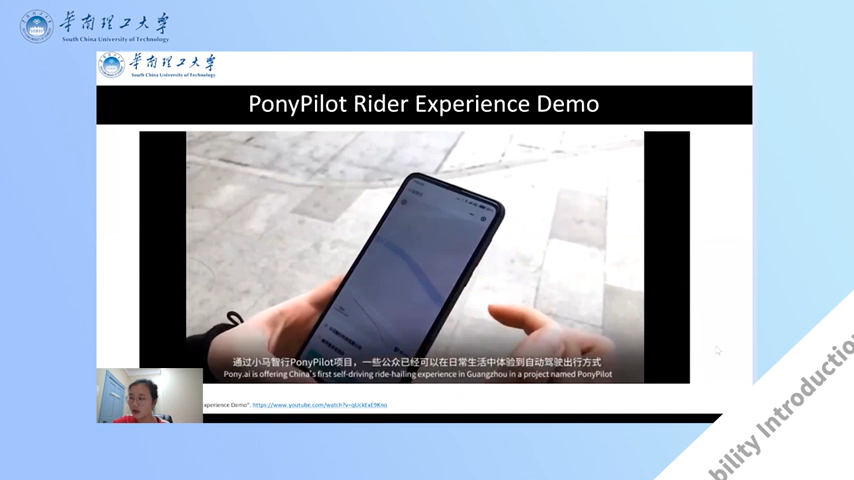 华南理工大学
South China University of Technology
华南理工大学
South China University of Technology
PonyPilot Rider Experience Demo
通过小马智行PonyPilot项目，一些公众已经可以在日常生活中体验到自动驾驶出行方式
Pony.ai is offering China's first self-driving ride-hailing experience in Guangzhou in a project named PonyPilot
xperience Demo". https://www.youtube.com/watch?v=
bility Introductio